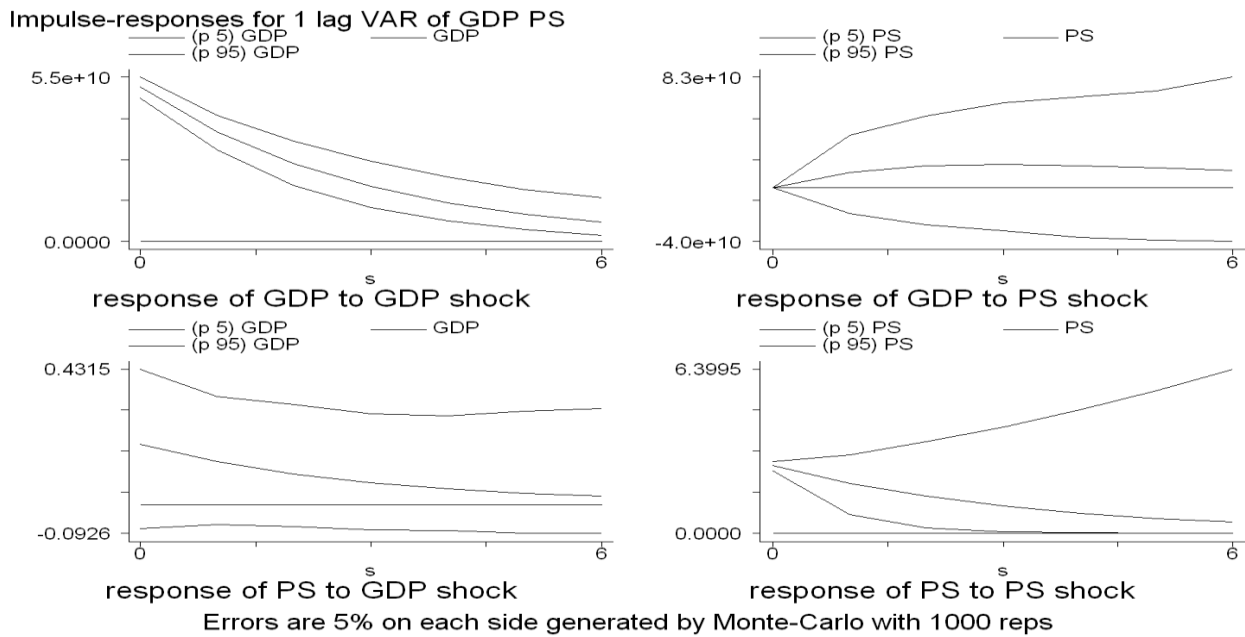 Impulse-responses for 1 lag VAR of GDP PS
(p 5) GDP GDP
(p 95) GDP
5.5e+10
0.0000
0 6
s
response of GDP to GDP shock
(p 5) PS PS
(p 95) PS
8.3e+10
-4.0e+10
0 6
s
response of GDP to PS shock
(p 5) GDP GDP
(p 95) GDP
0.4315
-0.0926
0 6
s
response of PS to GDP shock
(p 5) PS PS
(p 95) PS
6.3995
0.0000
0 6
s
response of PS to PS shock
Errors are 5% on each side generated by Monte-Carlo with 1000 reps